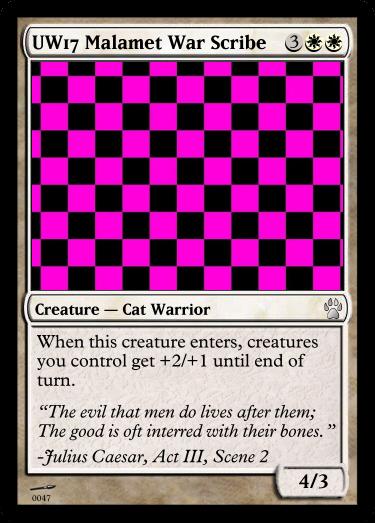 UW17 Malamet War Scribe 3
Creature — Cat Warrior
When this creature enters, creatures
you control get +2/+1 until end of
turn.
“The evil that men do lives after them;
The good is oft interred with their bones.”
-Julius Caesar, Act III, Scene 2
4/3
0047